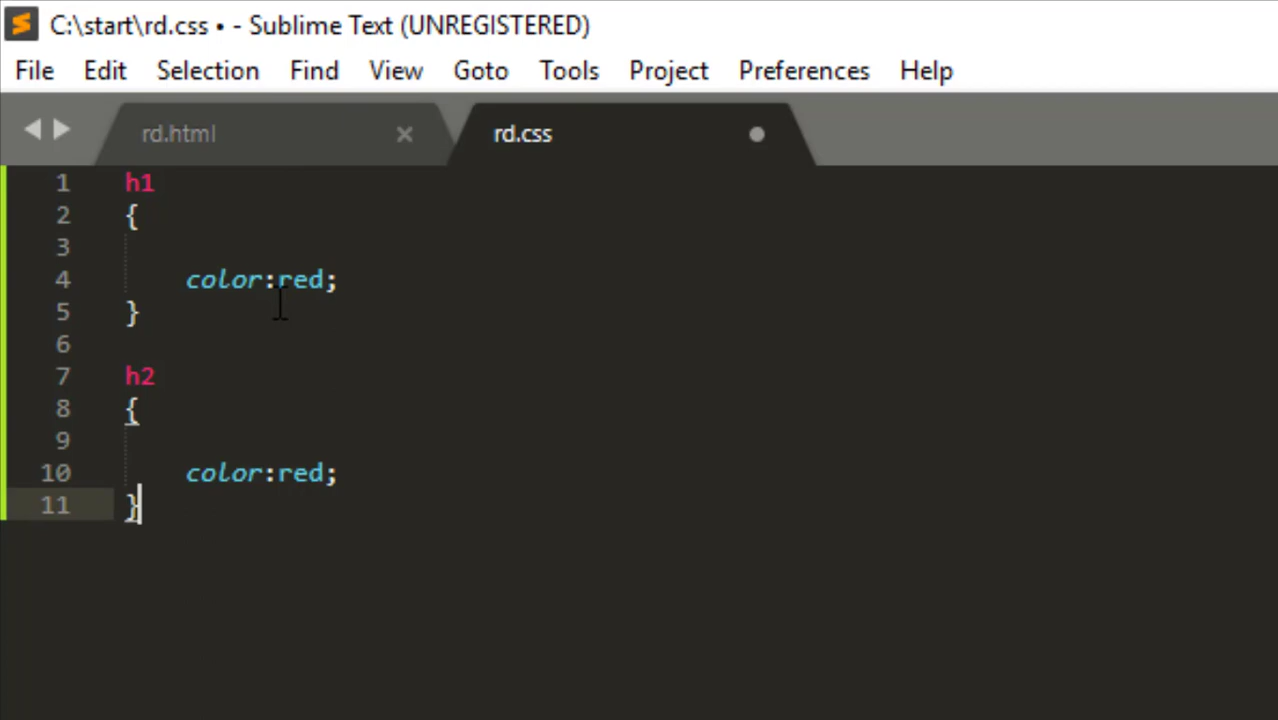 C:\start\rd.css • - Sublime Text (UNREGISTERED)
File Edit Selection Find View Goto Tools Project Preferences Help
rd.html rd.css
1 h1
2 {
3
4 color:red;
5 }
6
7 h2
8 {
9
10 color:red;
11 }